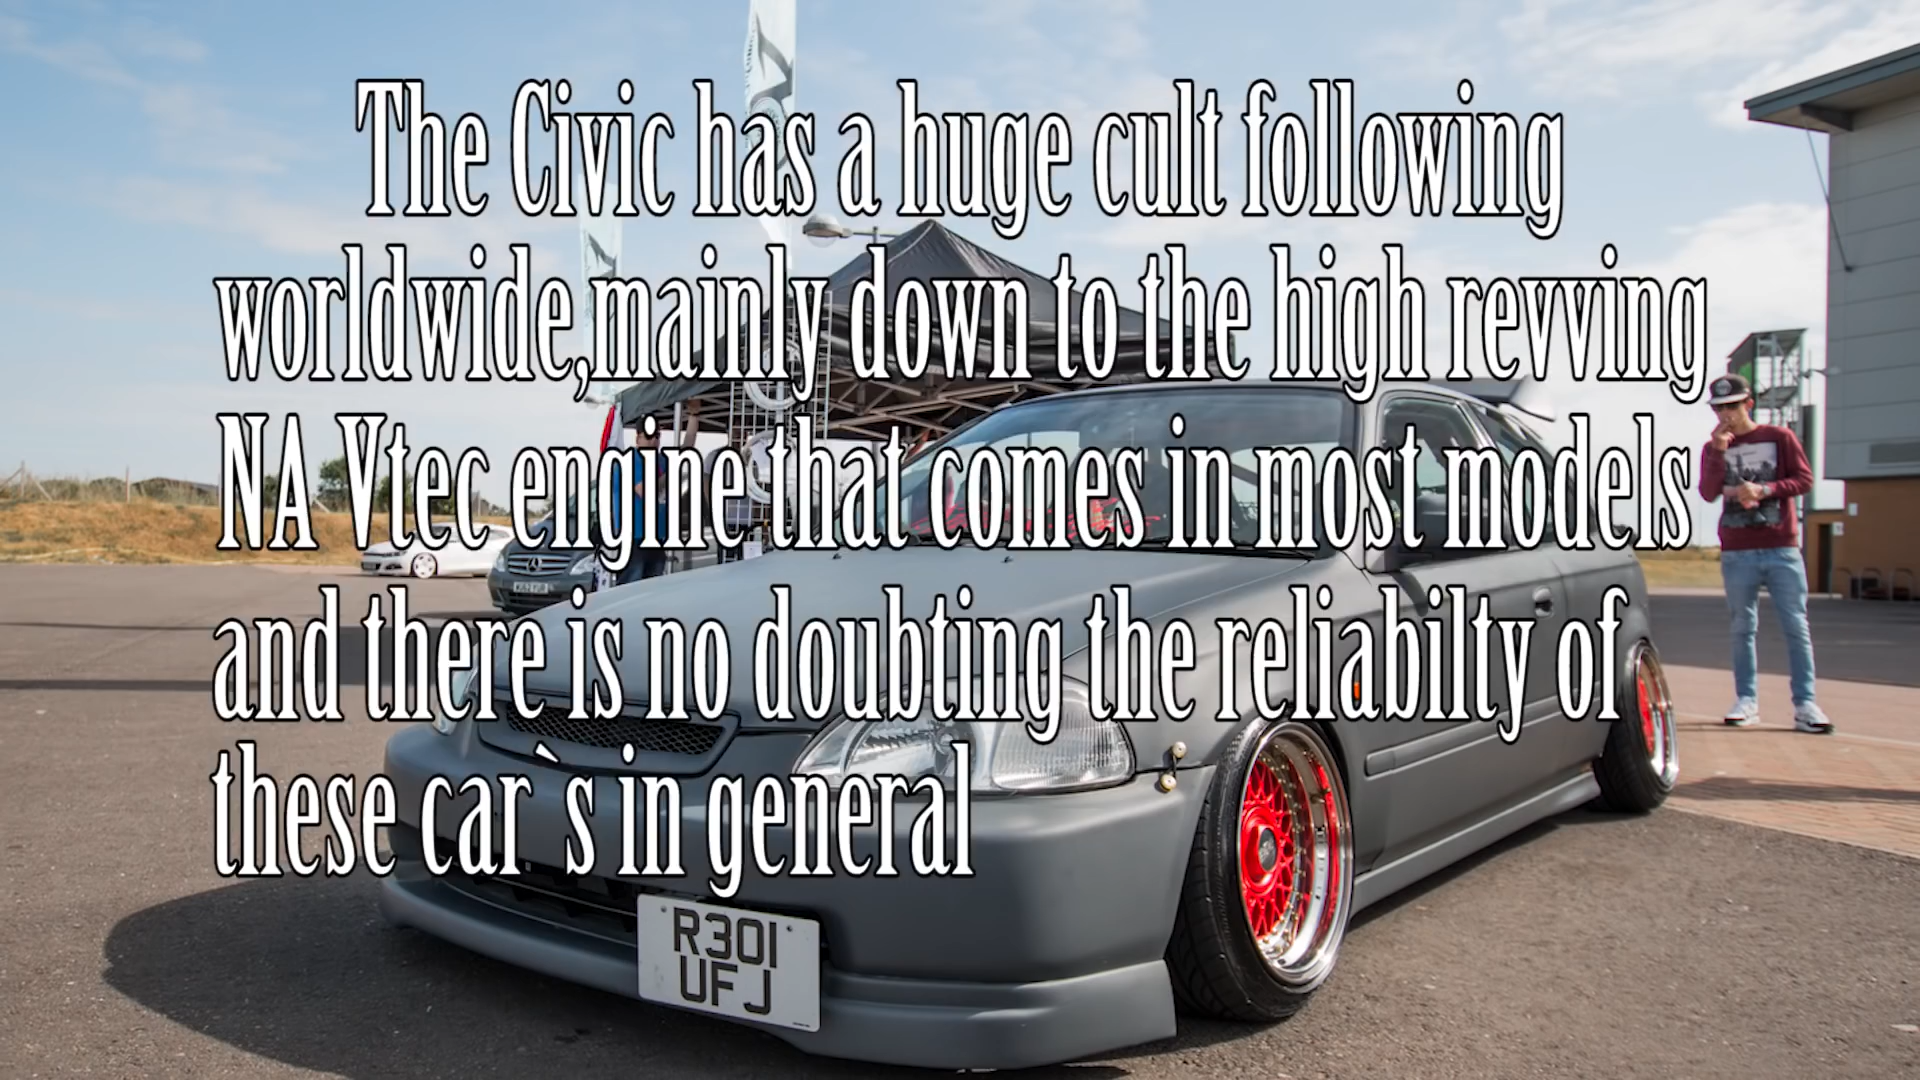 The Civic has a huge cult following
worldwide,mainly down to the high revving
NA Vtec engine that comes in most models
and there is no doubting the reliabilty of
these car`s in general
R301
UFJ